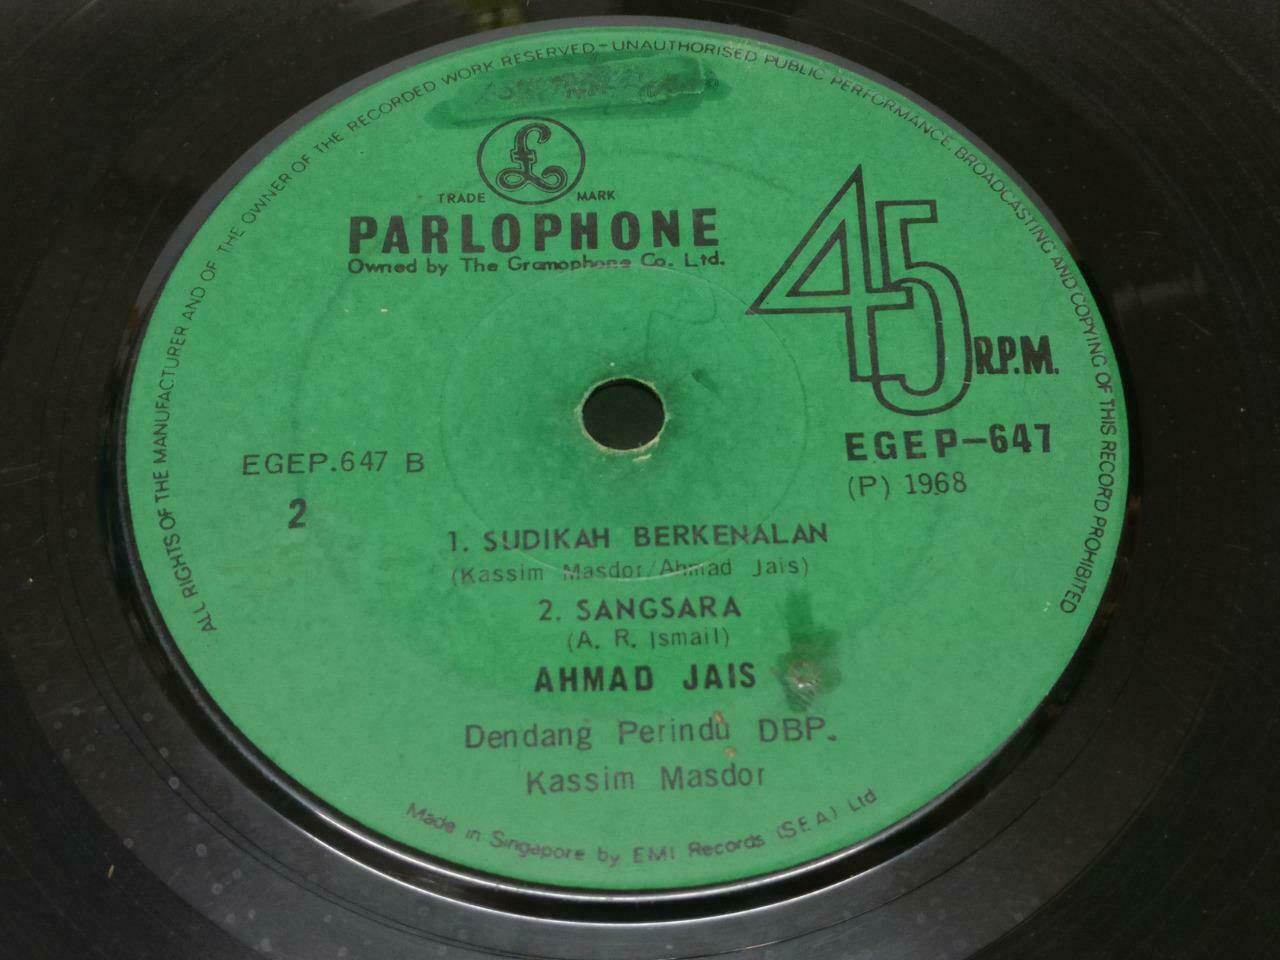 ALL RIGHTS OF THE MANUFACTURER AND OF THE OWNER OF THE RECORDED WORK RESERVED-UNAUTHORISED PUBLIC PERFORMANCE, BROADCASTING AND COPYING OF THIS RECORD PROHIBITED
£
TRADE MARK
PARLOPHONE
Owned by The Gramophone Co. Ltd.
45 R.P.M.
EGEP-647
(P) 1968
EGEP.647 B
2
1. SUDIKAH BERKENALAN
(Kassim Masdor/Ahmad Jais)
2. SANGSARA
(A. R. Ismail)
AHMAD JAIS
Dendang Perindu DBP.
Kassim Masdor
Made in Singapore by EMI Records (S.E.A.) Ltd